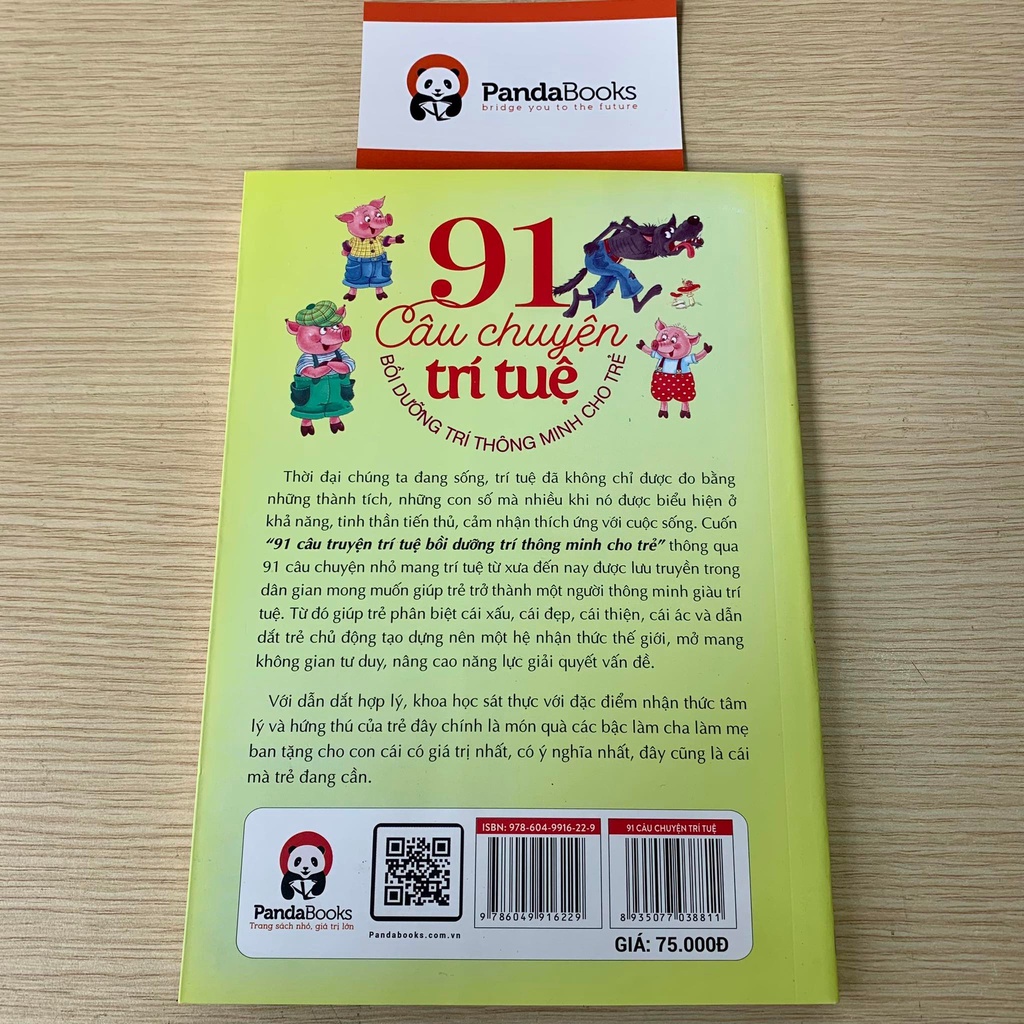 PandaBooks
bridge you to the future
91
Câu chuyện
trí tuệ
BỒI DƯỠNG TRÍ THÔNG MINH CHO TRẺ
Thời đại chúng ta đang sống, trí tuệ đã không chỉ được đo bằng
những thành tích, những con số mà nhiều khi nó được biểu hiện ở
khả năng, tinh thần tiến thủ, cảm nhận thích ứng với cuộc sống. Cuốn
"91 câu truyện trí tuệ bồi dưỡng trí thông minh cho trẻ" thông qua
91 câu chuyện nhỏ mang trí tuệ từ xưa đến nay được lưu truyền trong
dân gian mong muốn giúp trẻ trở thành một người thông minh giàu trí
tuệ. Từ đó giúp trẻ phân biệt cái xấu, cái đẹp, cái thiện, cái ác và dẫn
dắt trẻ chủ động tạo dựng nên một hệ nhận thức thế giới, mở mang
không gian tư duy, nâng cao năng lực giải quyết vấn đề.
Với dẫn dắt hợp lý, khoa học sát thực với đặc điểm nhận thức tâm
lý và hứng thú của trẻ đây chính là món quà các bậc làm cha làm mẹ
ban tặng cho con cái có giá trị nhất, có ý nghĩa nhất, đây cũng là cái
mà trẻ đang cần.
PandaBooks
Trang sách nhỏ, giá trị lớn
Pandabooks.com.vn
ISBN: 978-604-9916-22-9
9 786049 916229
91 CÂU CHUYỆN TRÍ TUỆ
8 935077 038811
GIÁ: 75.000Đ